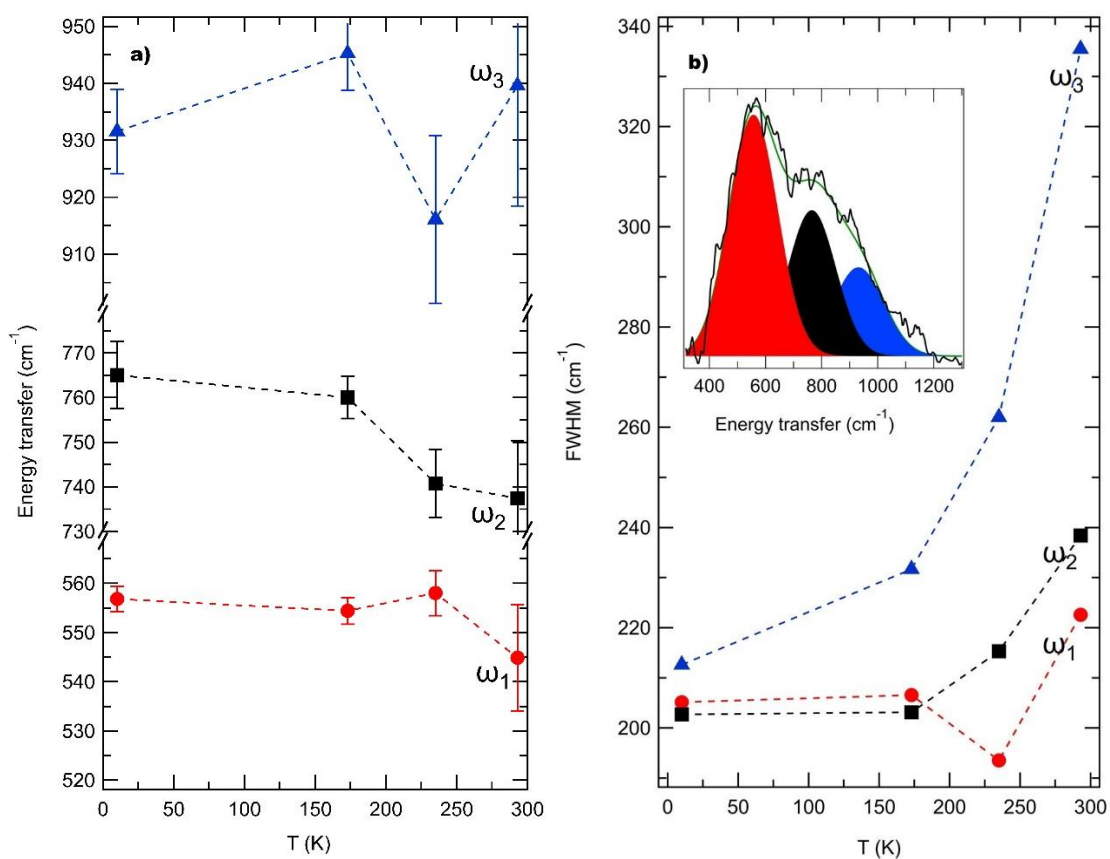 a)
950
940
930
920
910
770
760
750
740
730
560
550
540
530
520
ω3
ω2
ω1
Energy transfer (cm-1)
0 50 100 150 200 250 300
T (K)
b)
340
320
300
280
260
240
220
200
ω3
ω2
ω1
FWHM (cm-1)
400 600 800 1000 1200
Energy transfer (cm-1)
0 50 100 150 200 250 300
T (K)